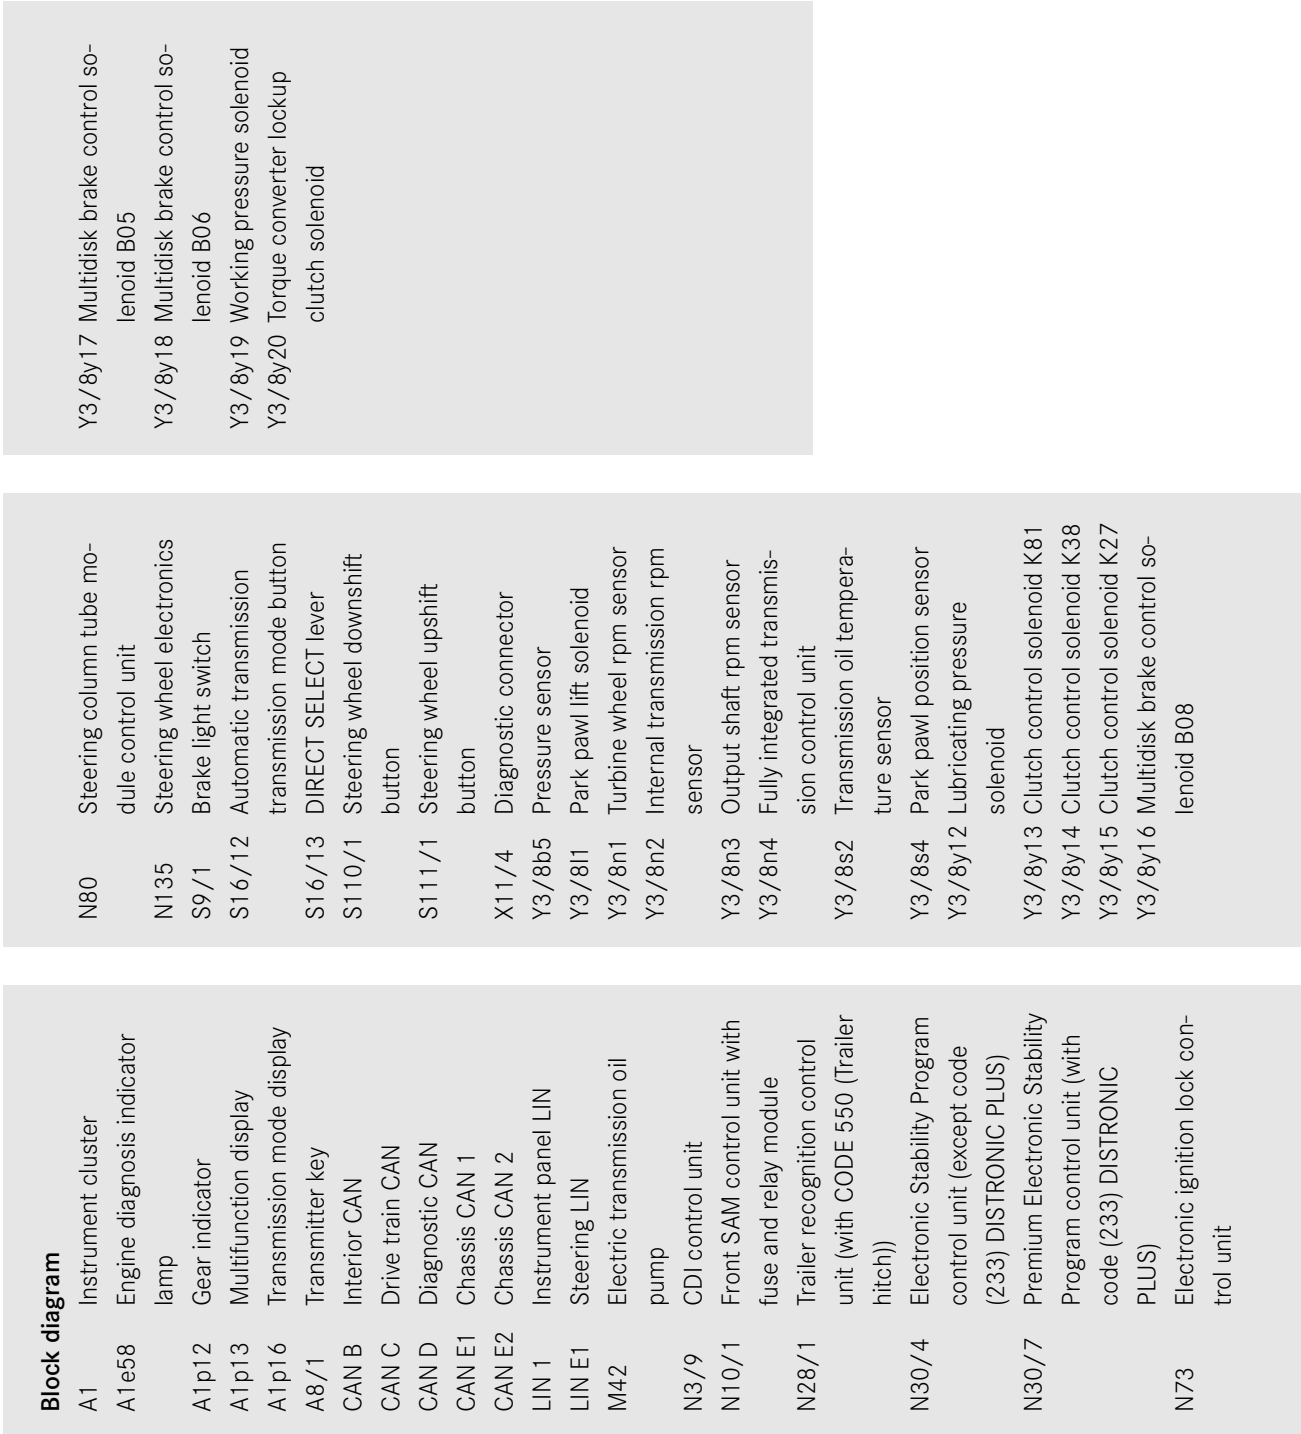 Block diagram
A1 Instrument cluster
A1e58 Engine diagnosis indicator
lamp
A1p12 Gear indicator
A1p13 Multifunction display
A1p16 Transmission mode display
A8/1 Transmitter key
CAN B Interior CAN
CAN C Drive train CAN
CAN D Diagnostic CAN
CAN E1 Chassis CAN 1
CAN E2 Chassis CAN 2
LIN 1 Instrument panel LIN
LIN E1 Steering LIN
M42 Electric transmission oil
pump
N3/9 CDI control unit
N10/1 Front SAM control unit with
fuse and relay module
N28/1 Trailer recognition control
unit (with CODE 550 (Trailer
hitch))
N30/4 Electronic Stability Program
control unit (except code
(233) DISTRONIC PLUS)
N30/7 Premium Electronic Stability
Program control unit (with
code (233) DISTRONIC
PLUS)
N73 Electronic ignition lock con-
trol unit
N80 Steering column tube mo-
dule control unit
N135 Steering wheel electronics
S9/1 Brake light switch
S16/12 Automatic transmission
transmission mode button
S16/13 DIRECT SELECT lever
S110/1 Steering wheel downshift
button
S111/1 Steering wheel upshift
button
X11/4 Diagnostic connector
Y3/8b5 Pressure sensor
Y3/8l1 Park pawl lift solenoid
Y3/8n1 Turbine wheel rpm sensor
Y3/8n2 Internal transmission rpm
sensor
Y3/8n3 Output shaft rpm sensor
Y3/8n4 Fully integrated transmis-
sion control unit
Y3/8s2 Transmission oil tempera-
ture sensor
Y3/8s4 Park pawl position sensor
Y3/8y12 Lubricating pressure
solenoid
Y3/8y13 Clutch control solenoid K81
Y3/8y14 Clutch control solenoid K38
Y3/8y15 Clutch control solenoid K27
Y3/8y16 Multidisk brake control so-
lenoid B08
Y3/8y17 Multidisk brake control so-
lenoid B05
Y3/8y18 Multidisk brake control so-
lenoid B06
Y3/8y19 Working pressure solenoid
Y3/8y20 Torque converter lockup
clutch solenoid